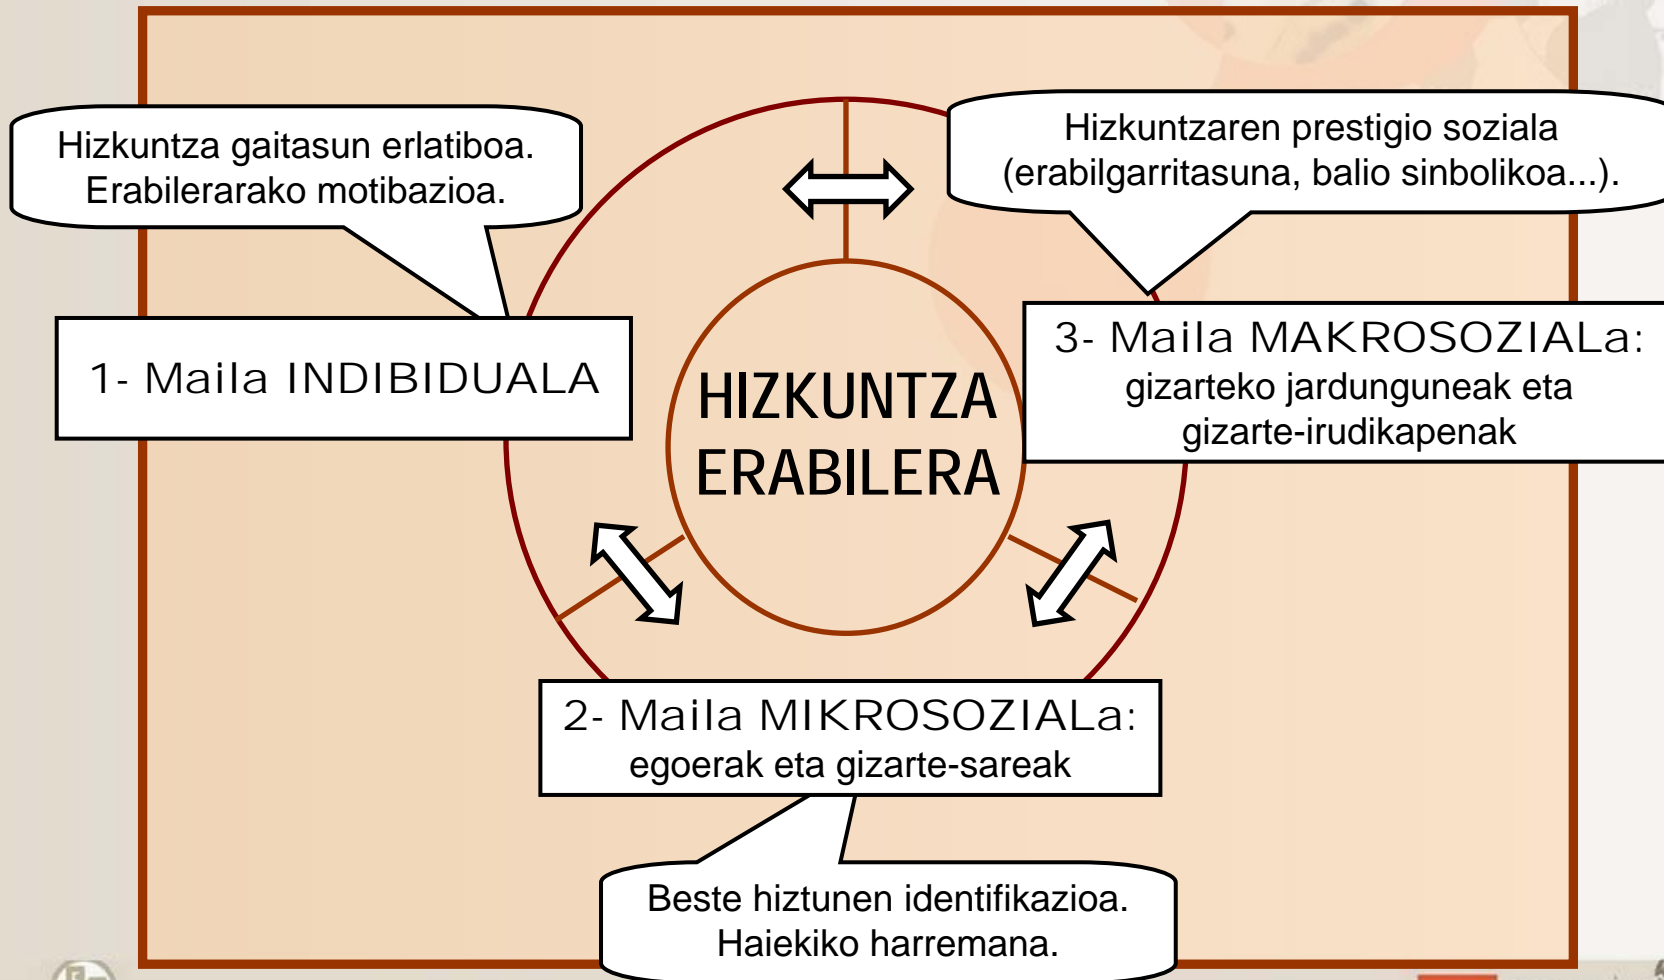 Hizkuntza gaitasun erlatiboa.
Erabilerarako motibazioa.
Hizkuntzaren prestigio soziala
(erabilgarritasuna, balio sinbolikoa...).
1- Maila INDIBIDUALA
3- Maila MAKROSOZIALa:
gizarteko jardunguneak eta
gizarte-irudikapenak
HIZKUNTZA
ERABILERA
2- Maila MIKROSOZIALa:
egoerak eta gizarte-sareak
Beste hiztunen identifikazioa.
Haiekiko harremana.